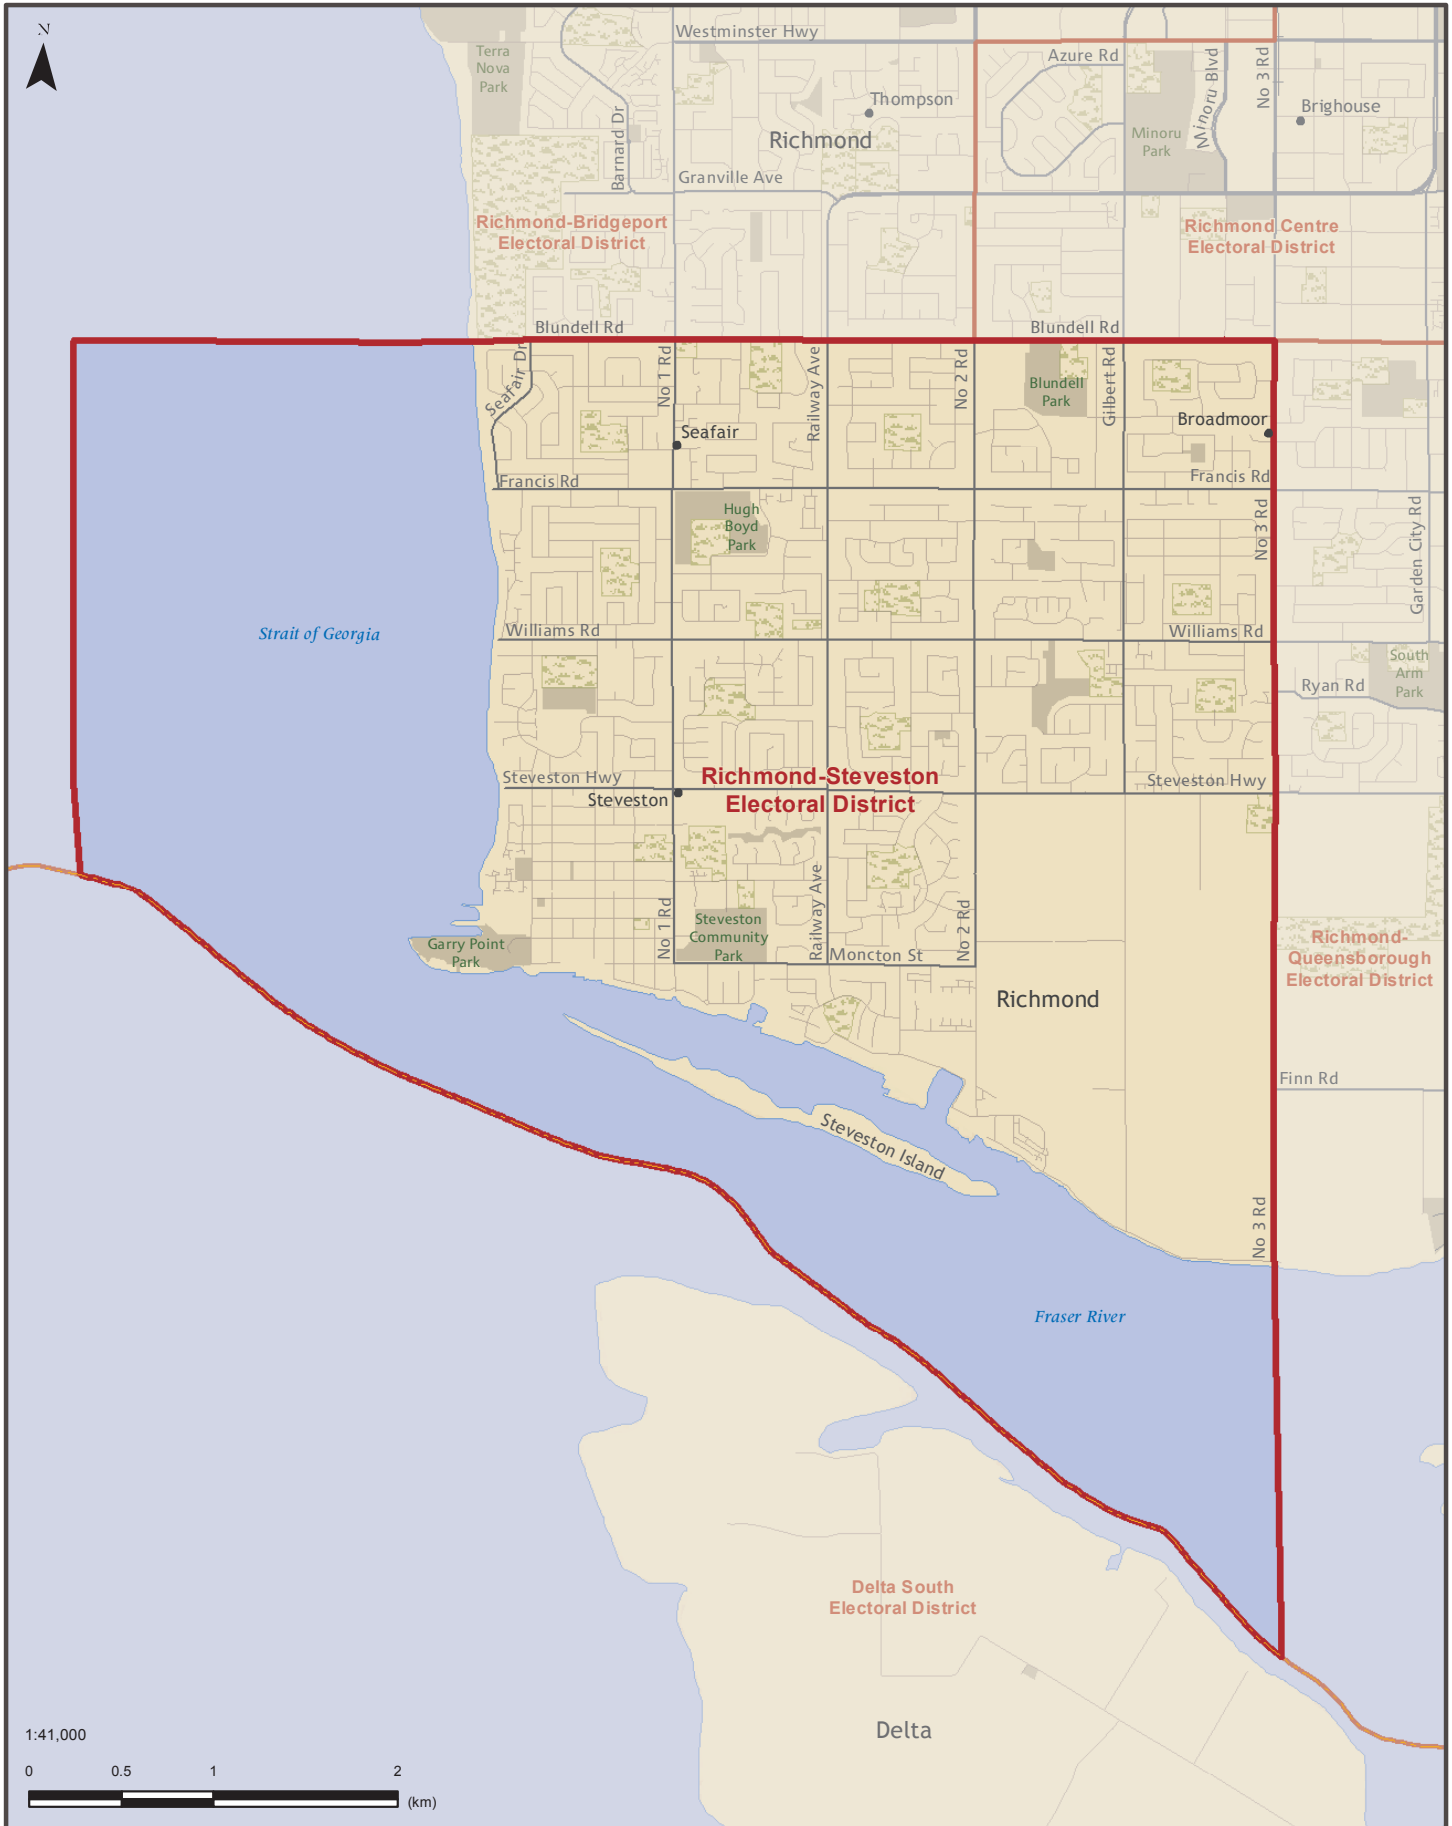 N
Westminster Hwy
Terra
Nova
Park
Azure Rd
Minoru Blvd
No 3 Rd
Thompson
Brighouse
Barnard Dr
Richmond
Minoru
Park
Granville Ave
Richmond-Bridgeport
Electoral District
Richmond Centre
Electoral District
Blundell Rd
Blundell Rd
Seafair Dr
No 1 Rd
Railway Ave
No 2 Rd
Blundell
Park
Gilbert Rd
Broadmoor
Seafair
Francis Rd
Francis Rd
Hugh
Boyd
Park
No 3 Rd
Garden City Rd
Strait of Georgia
Williams Rd
Williams Rd
South
Arm
Park
Ryan Rd
Steveston Hwy
Richmond-Steveston
Electoral District
Steveston Hwy
Steveston
No 1 Rd
Steveston
Community
Park
Railway Ave
No 2 Rd
Moncton St
Garry Point
Park
Richmond-
Queensborough
Electoral District
Richmond
Finn Rd
Steveston Island
No 3 Rd
Fraser River
Delta South
Electoral District
Delta
1:41,000
0 0.5 1 2
(km)